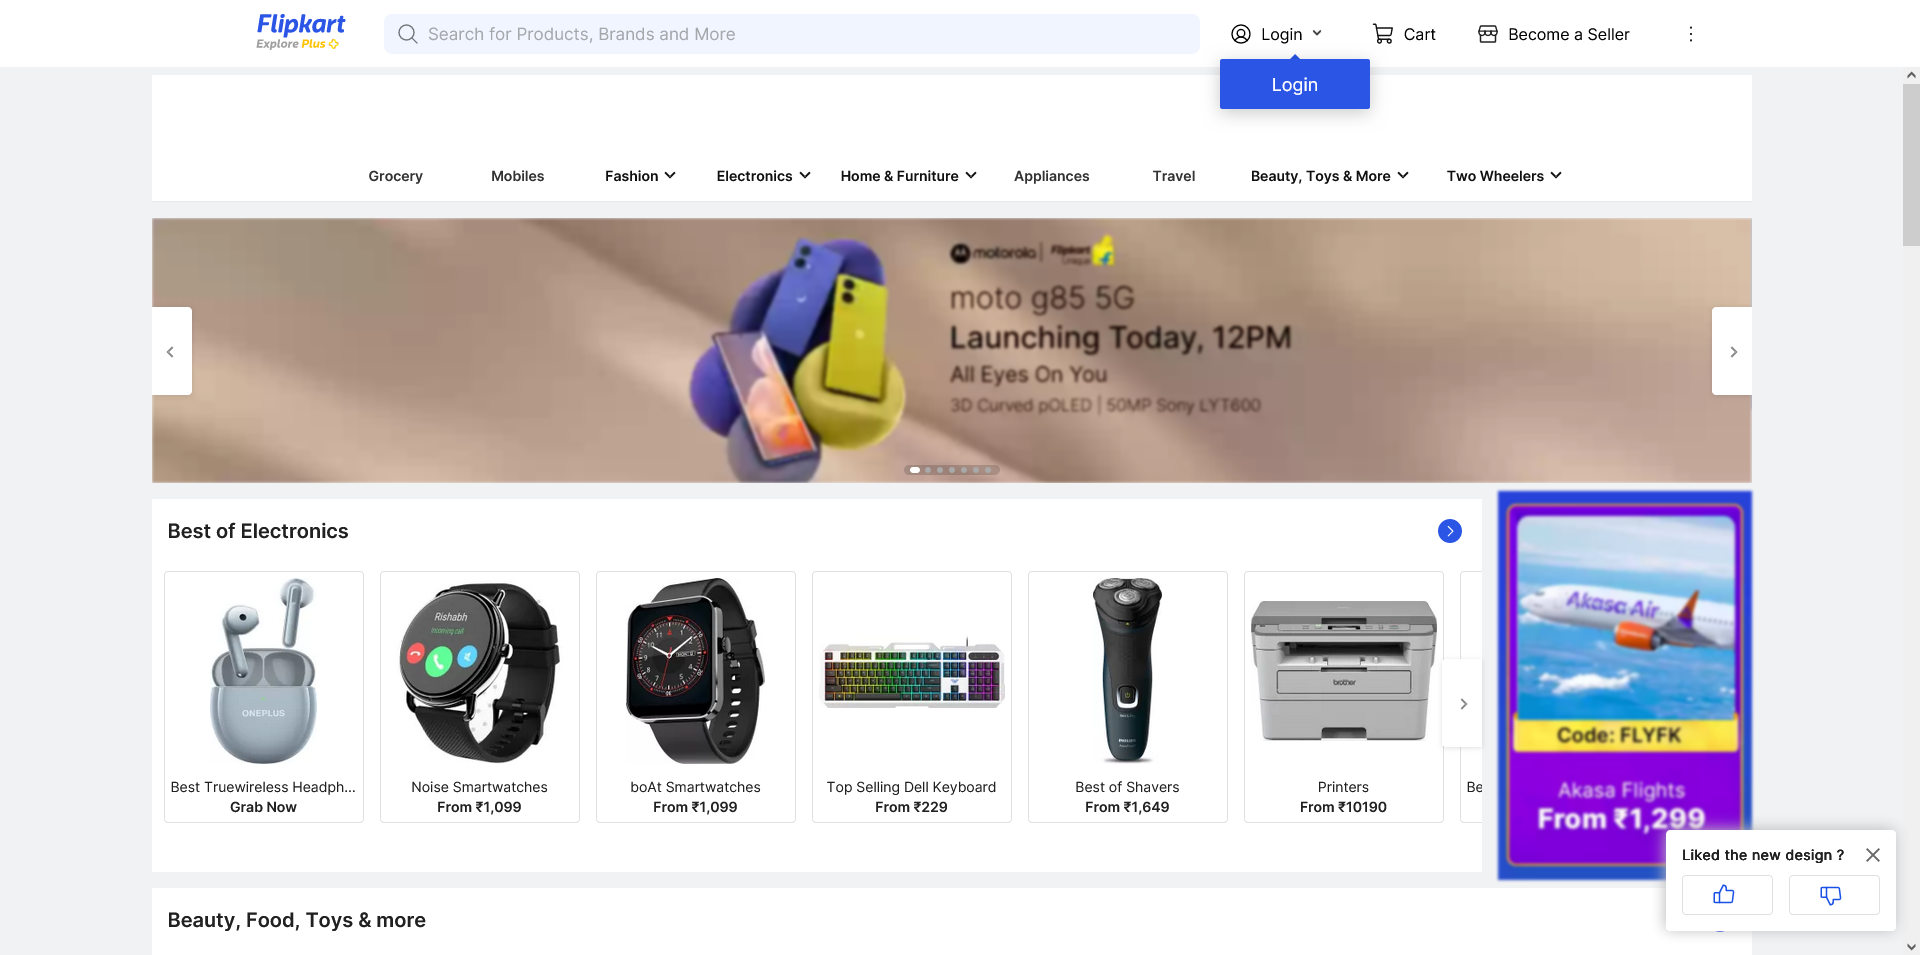 Flipkart
Explore Plus
Search for Products, Brands and More
Login
Cart
Become a Seller
Login
Grocery
Mobiles
Fashion
Electronics
Home & Furniture
Appliances
Travel
Beauty, Toys & More
Two Wheelers
motorola | Flipkart Unique
moto g85 5G
Launching Today, 12PM
All Eyes On You
3D Curved pOLED | 50MP Sony LYT600
Best of Electronics
ONEPLUS
Best Truewireless Headph...
Grab Now
Rishabh
Incoming call
Noise Smartwatches
From ₹1,099
boAt Smartwatches
From ₹1,099
Top Selling Dell Keyboard
From ₹229
PHILIPS
Best of Shavers
From ₹1,649
brother
Printers
From ₹10190
Be
Akasa Air
Code: FLYFK
Akasa Flights
From ₹1,299
Liked the new design ?
Beauty, Food, Toys & more